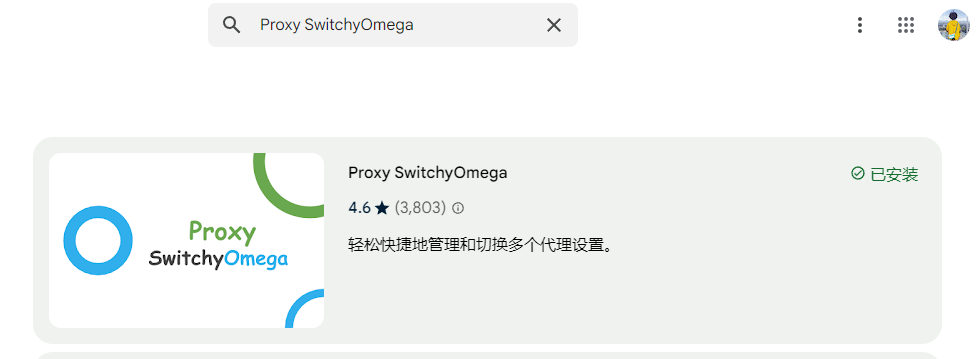 Proxy SwitchyOmega
Proxy SwitchyOmega
已安装
4.6 (3,803)
轻松快捷地管理和切换多个代理设置。
Proxy
SwitchyOmega